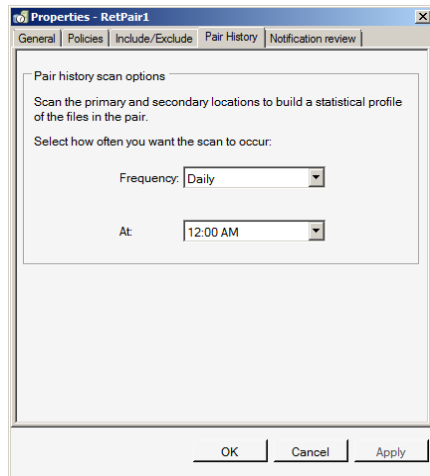 Properties - RetPair1
General Policies Include/Exclude Pair History Notification review
Pair history scan options
Scan the primary and secondary locations to build a statistical profile
of the files in the pair.
Select how often you want the scan to occur:
Frequency: Daily
At: 12:00 AM
OK Cancel Apply